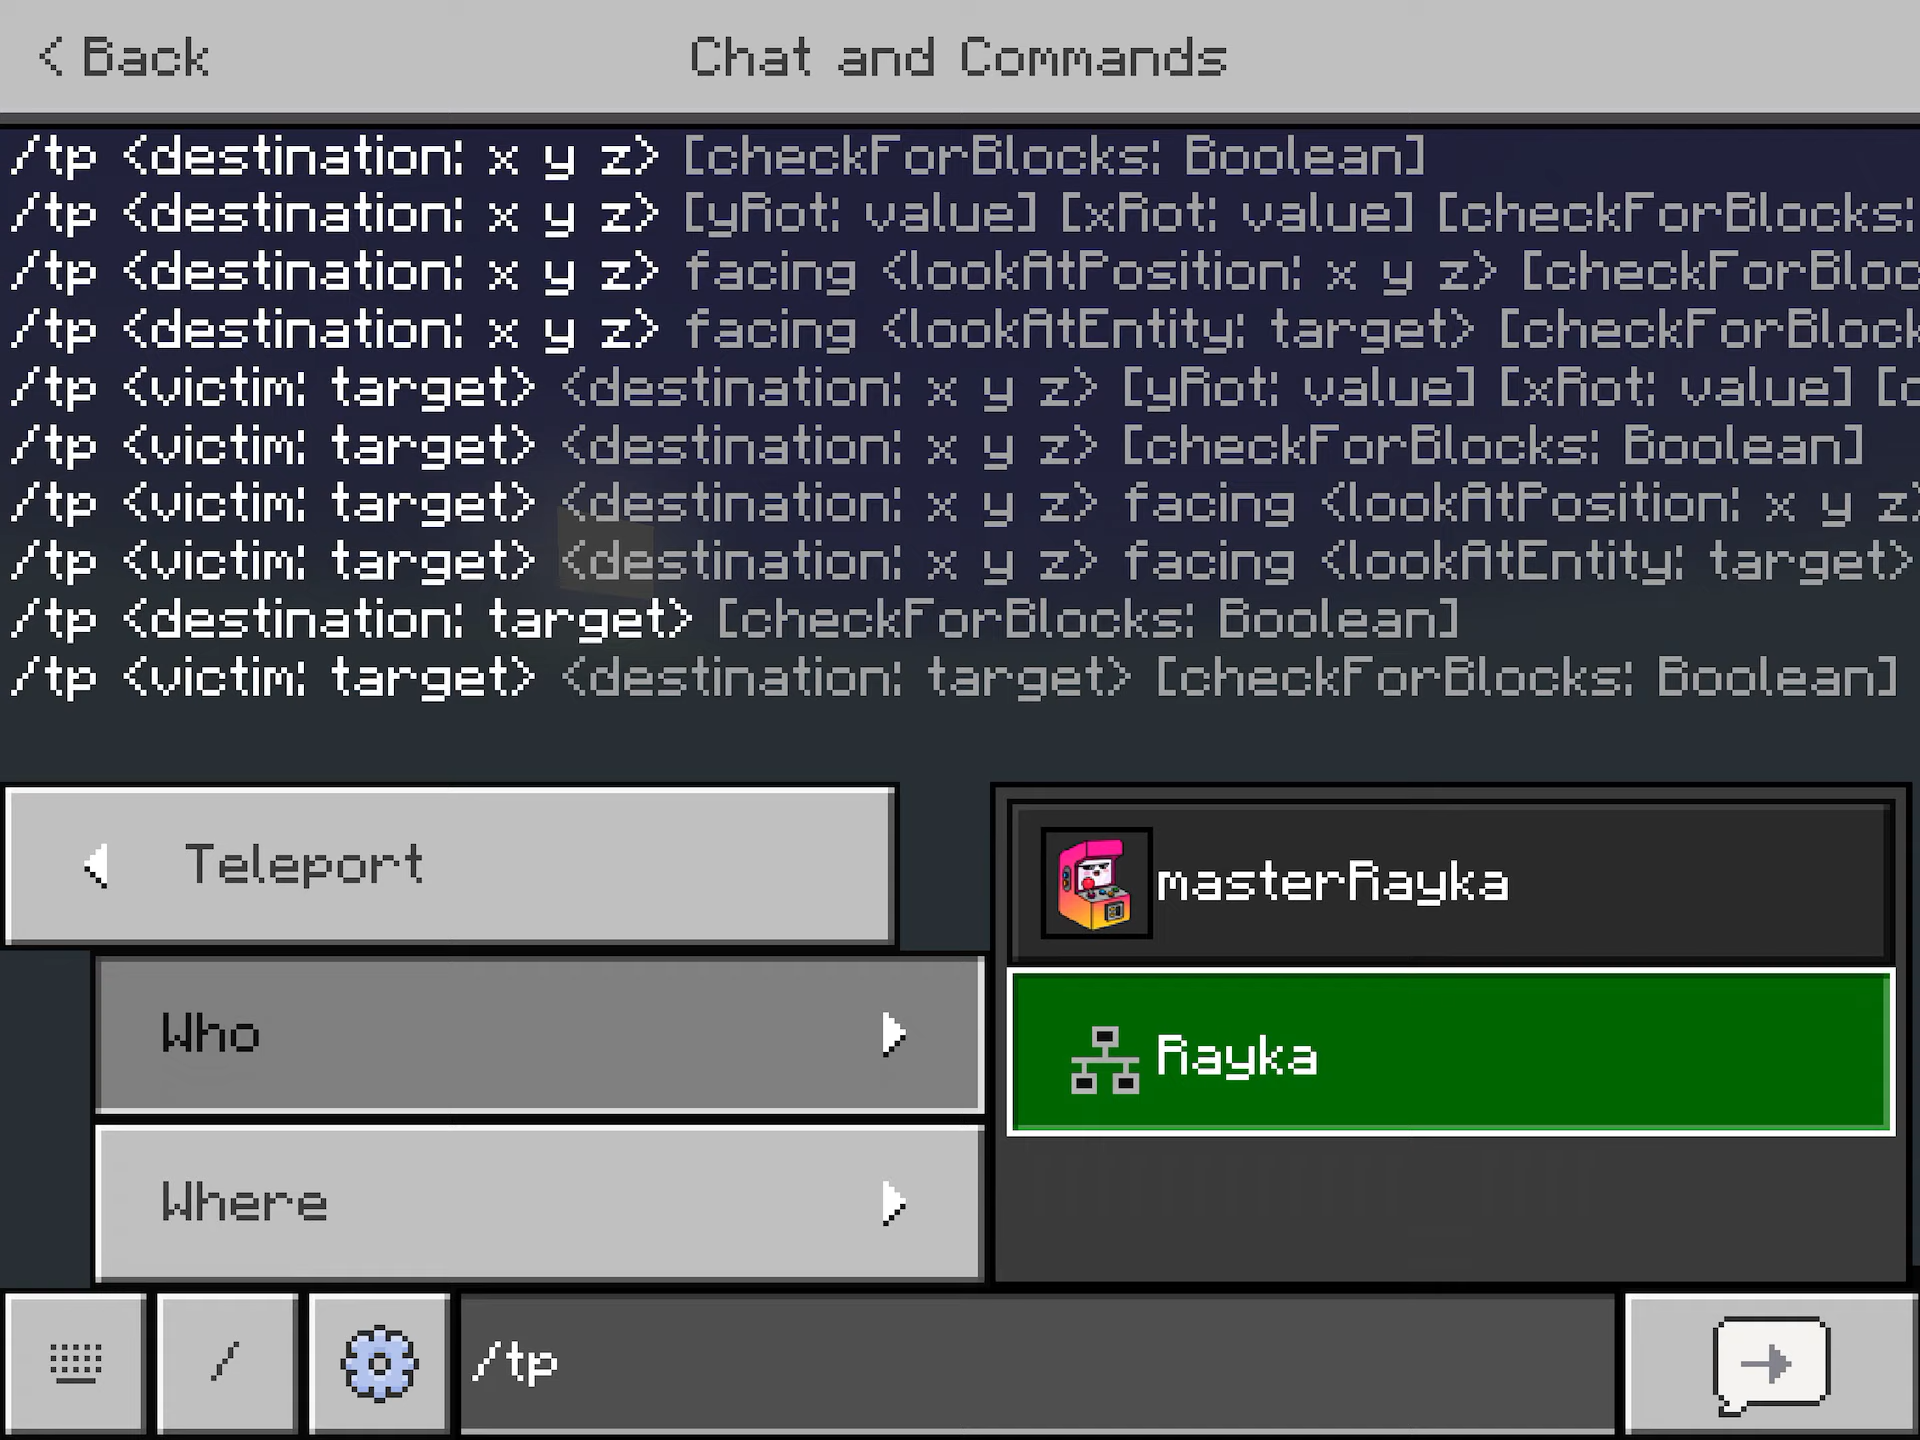 < Back
Chat and Commands
/tp <destination: x y z> [checkForBlocks: Boolean]
/tp <destination: x y z> [yRot: value] [xRot: value] [checkForBlocks:
/tp <destination: x y z> facing <lookAtPosition: x y z> [checkForBloc
/tp <destination: x y z> facing <lookAtEntity: target> [checkForBlock
/tp <victim: target> <destination: x y z> [yRot: value] [xRot: value] [c
/tp <victim: target> <destination: x y z> [checkForBlocks: Boolean]
/tp <victim: target> <destination: x y z> facing <lookAtPosition: x y z>
/tp <victim: target> <destination: x y z> facing <lookAtEntity: target>
/tp <destination: target> [checkForBlocks: Boolean]
/tp <victim: target> <destination: target> [checkForBlocks: Boolean]
Teleport
Who
Where
masterRayka
Rayka
/
/tp